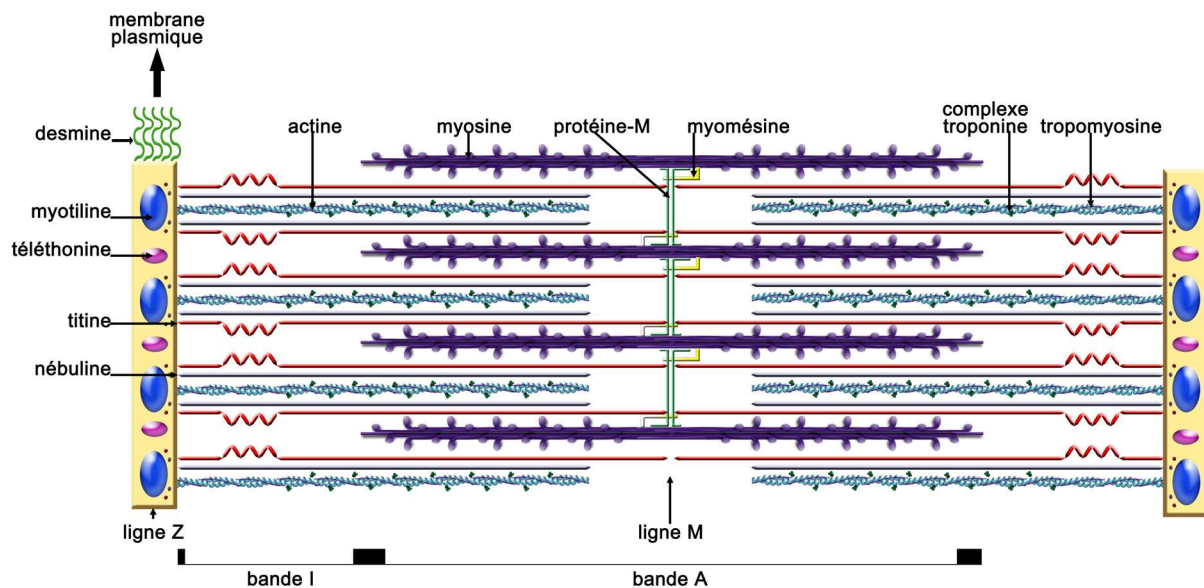 membrane
plasmique
desmine
actine
myosine
protéine-M
myomésine
complexe
troponine
tropomyosine
myotiline
téléthonine
titine
nébuline
ligne Z
ligne M
bande I
bande A